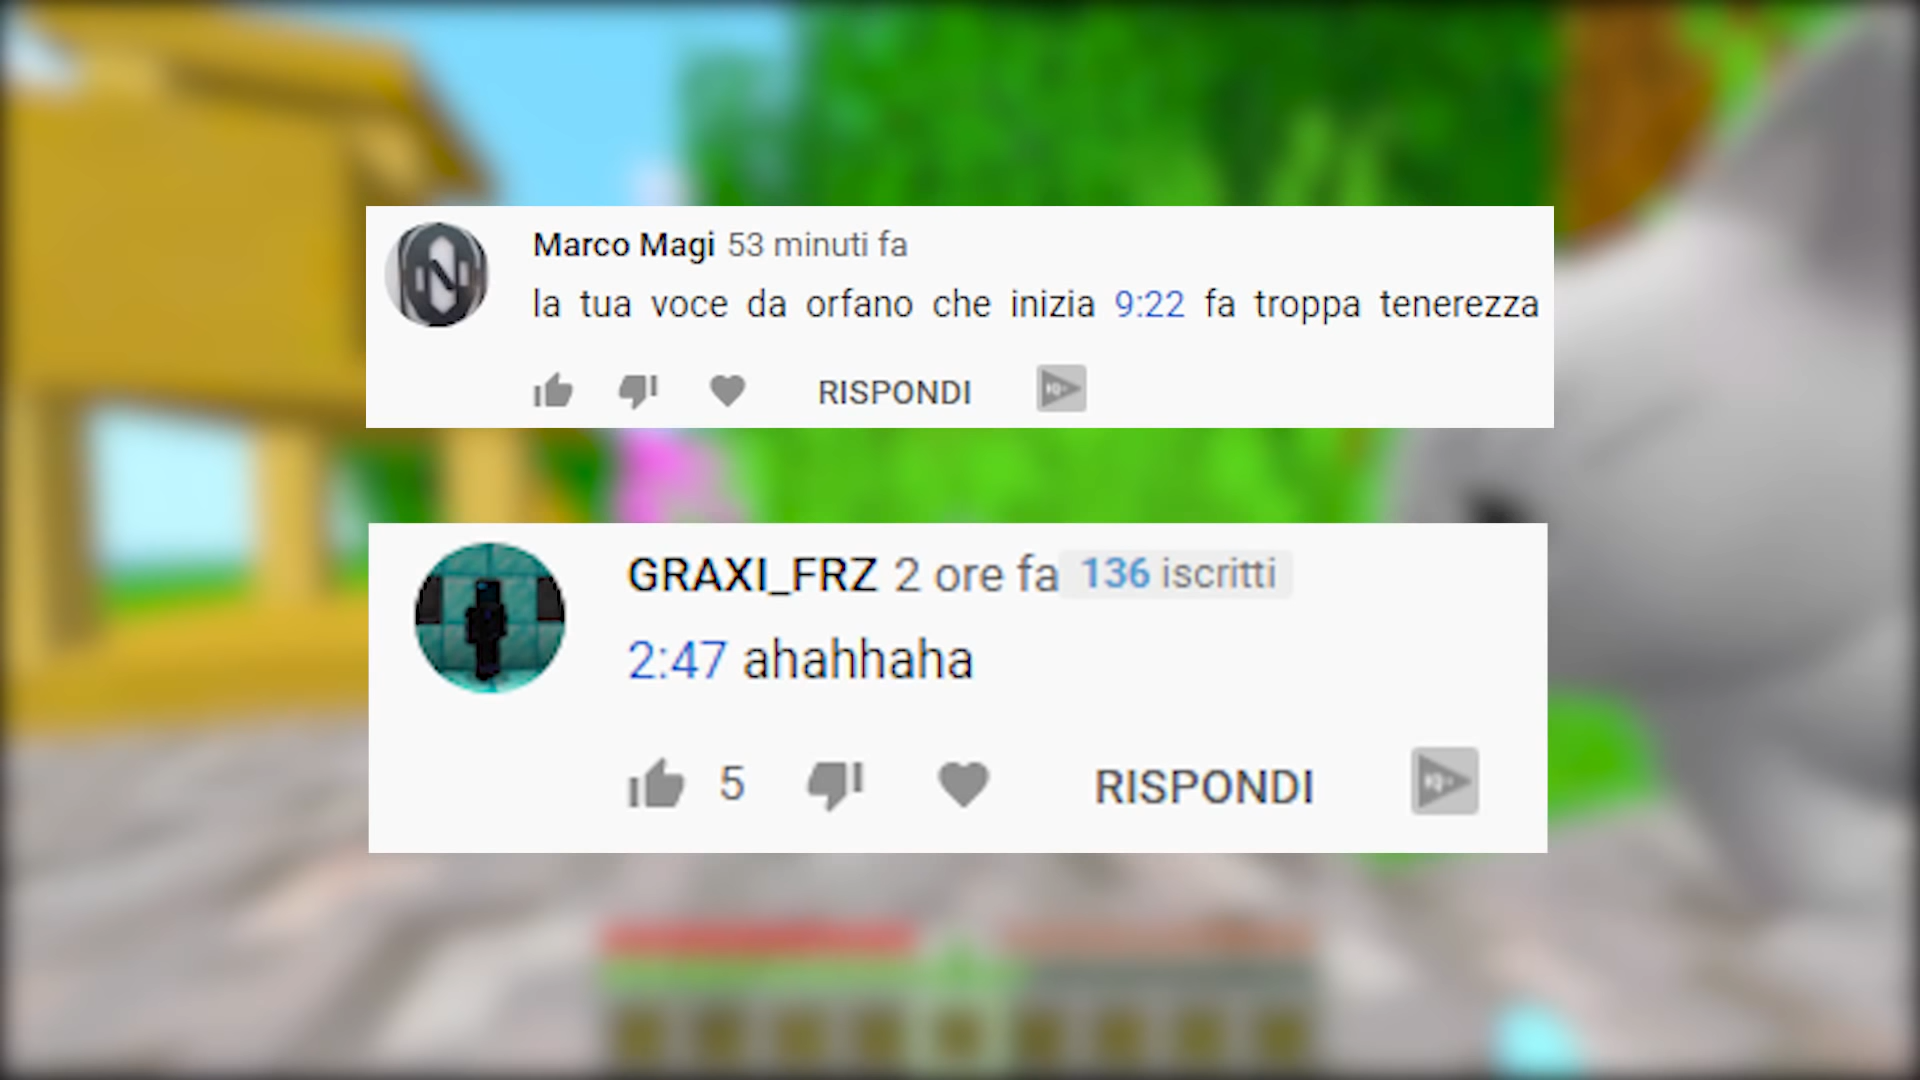 Marco Magi 53 minuti fa
la tua voce da orfano che inizia 9:22 fa troppa tenerezza
RISPONDI
GRAXI_FRZ 2 ore fa 136 iscritti
2:47 ahahhaha
5 RISPONDI